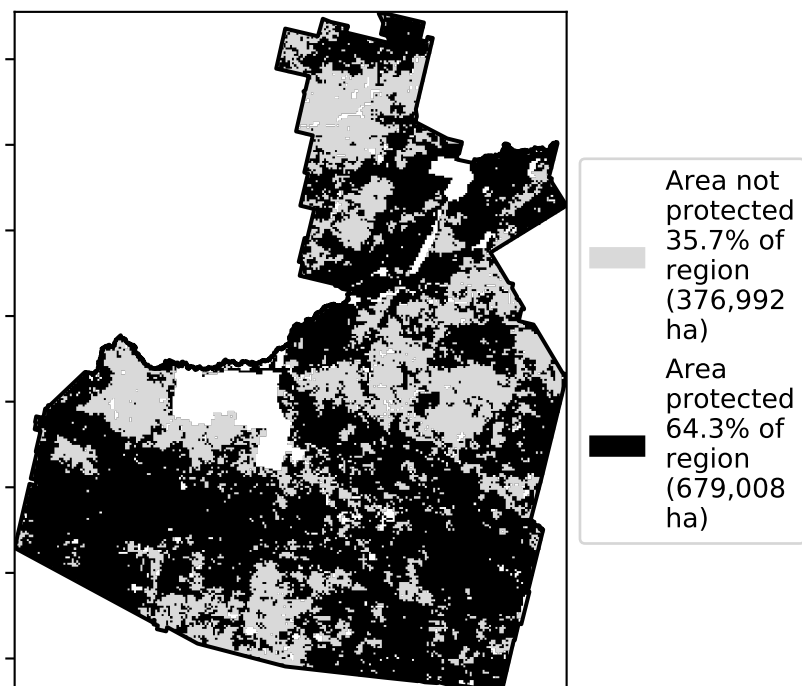 Area not
protected
35.7% of
region
(376,992
ha)
Area
protected
64.3% of
region
(679,008
ha)